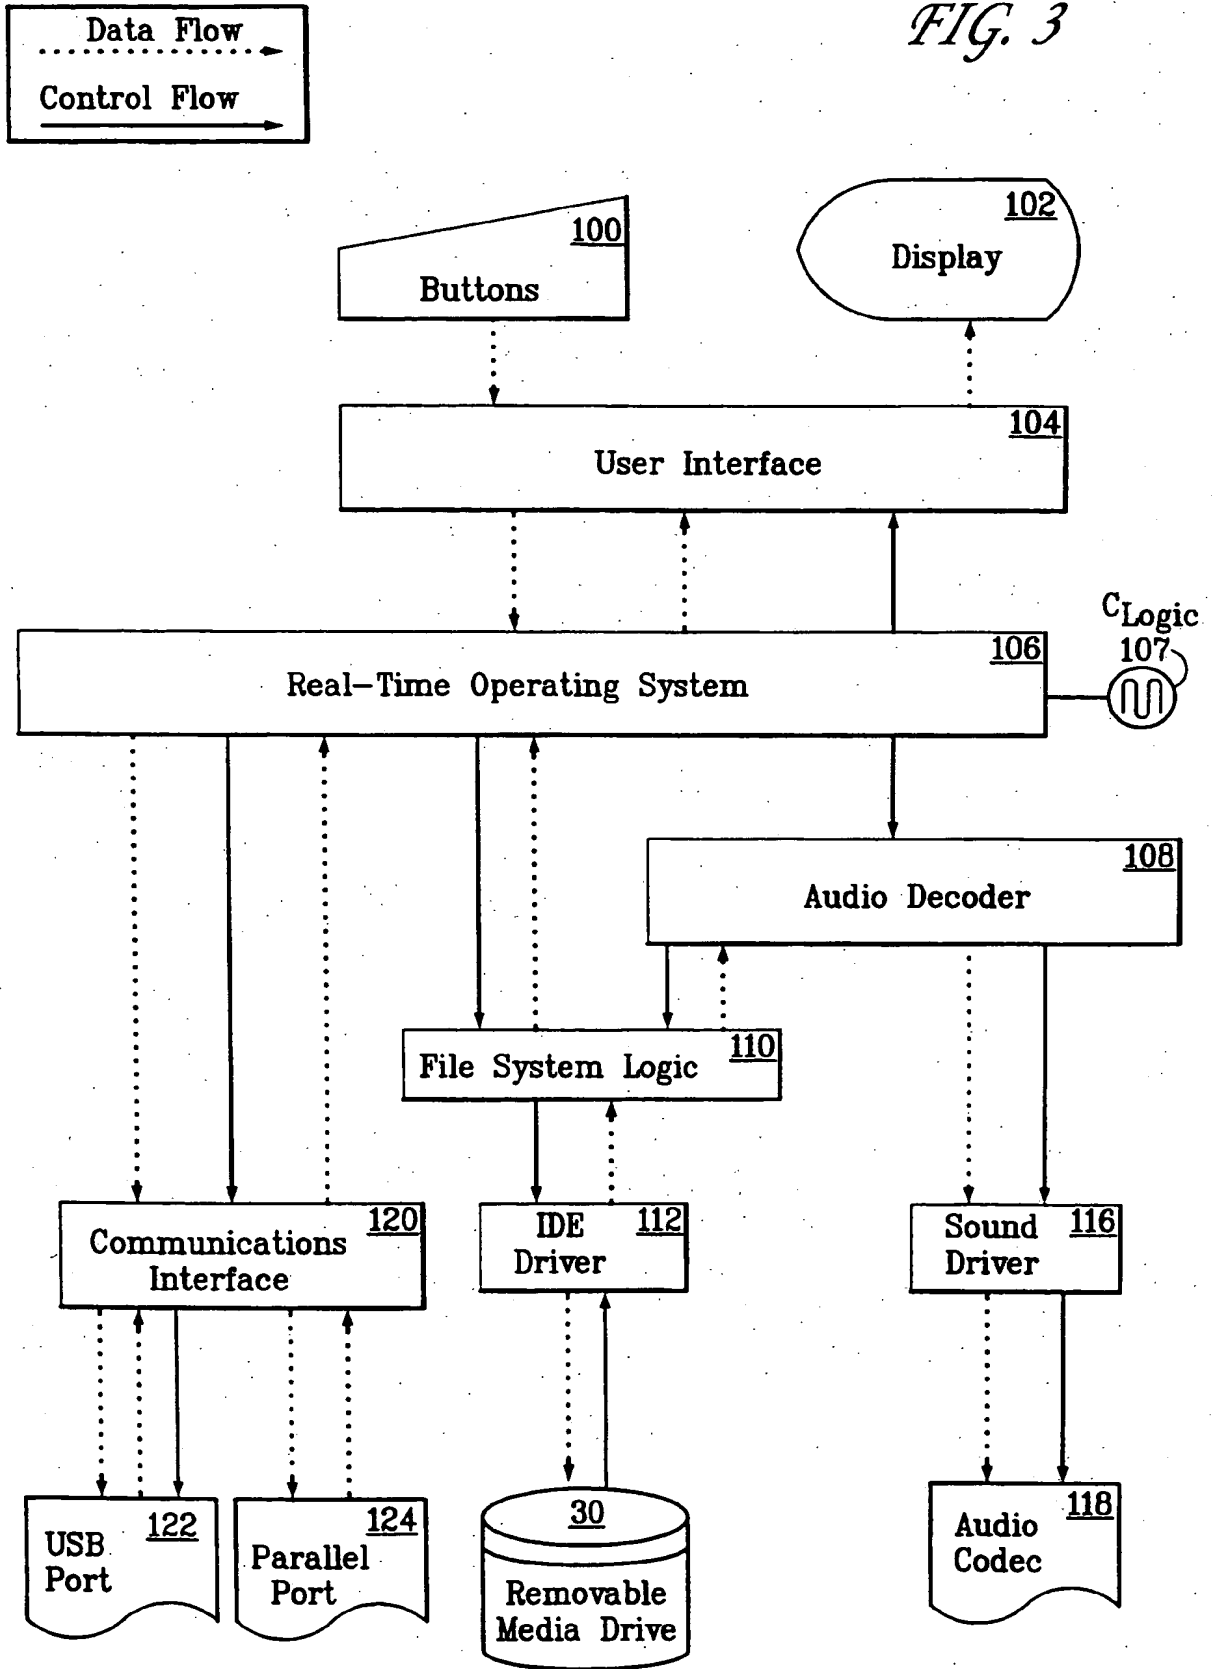 FIG. 3
Data Flow
Control Flow
100
Buttons
102
Display
104
User Interface
CLogic
107
106
Real-Time Operating System
108
Audio Decoder
110
File System Logic
120
Communications
Interface
112
IDE
Driver
116
Sound
Driver
122
USB
Port
124
Parallel
Port
30
Removable
Media Drive
118
Audio
Codec